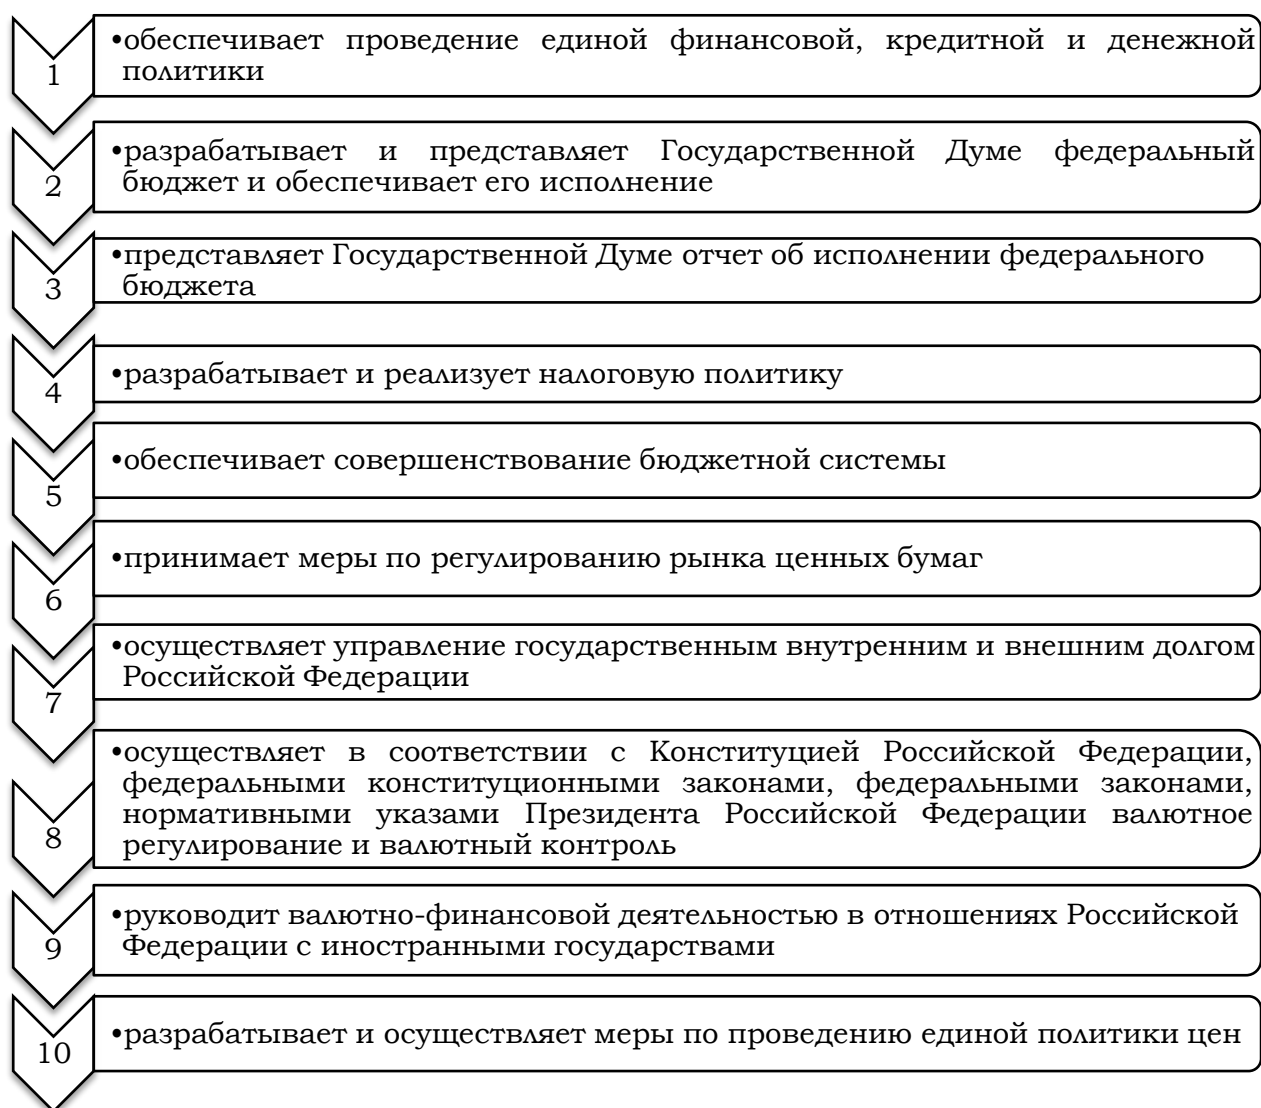 1
•обеспечивает проведение единой финансовой, кредитной и денежной
политики
2
•разрабатывает и представляет Государственной Думе федеральный
бюджет и обеспечивает его исполнение
3
•представляет Государственной Думе отчет об исполнении федерального
бюджета
4
•разрабатывает и реализует налоговую политику
5
•обеспечивает совершенствование бюджетной системы
6
•принимает меры по регулированию рынка ценных бумаг
7
•осуществляет управление государственным внутренним и внешним долгом
Российской Федерации
8
•осуществляет в соответствии с Конституцией Российской Федерации,
федеральными конституционными законами, федеральными законами,
нормативными указами Президента Российской Федерации валютное
регулирование и валютный контроль
9
•руководит валютно-финансовой деятельностью в отношениях Российской
Федерации с иностранными государствами
10
•разрабатывает и осуществляет меры по проведению единой политики цен